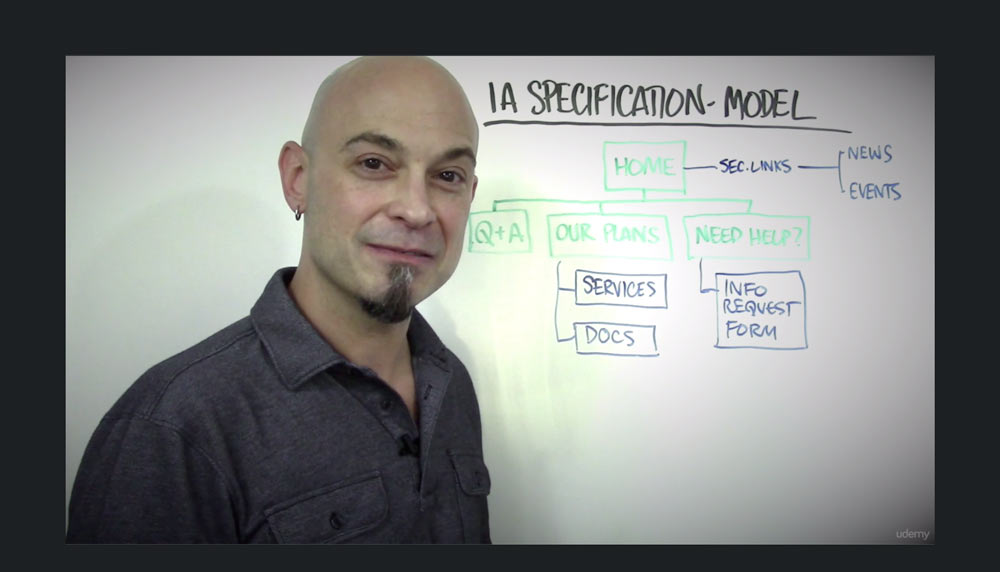 IA SPECIFICATION - MODEL
HOME
SEC. LINKS
NEWS
EVENTS
Q+A
OUR PLANS
NEED HELP?
SERVICES
DOCS
INFO
REQUEST
FORM
udemy